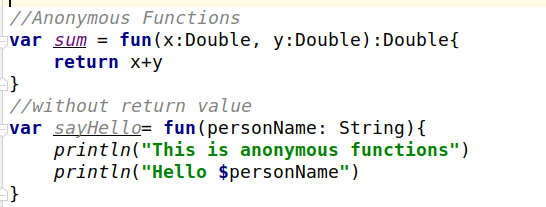 //Anonymous Functions
var sum = fun(x:Double, y:Double):Double{
    return x+y
}
//without return value
var sayHello= fun(personName: String){
    println("This is anonymous functions")
    println("Hello $personName")
}